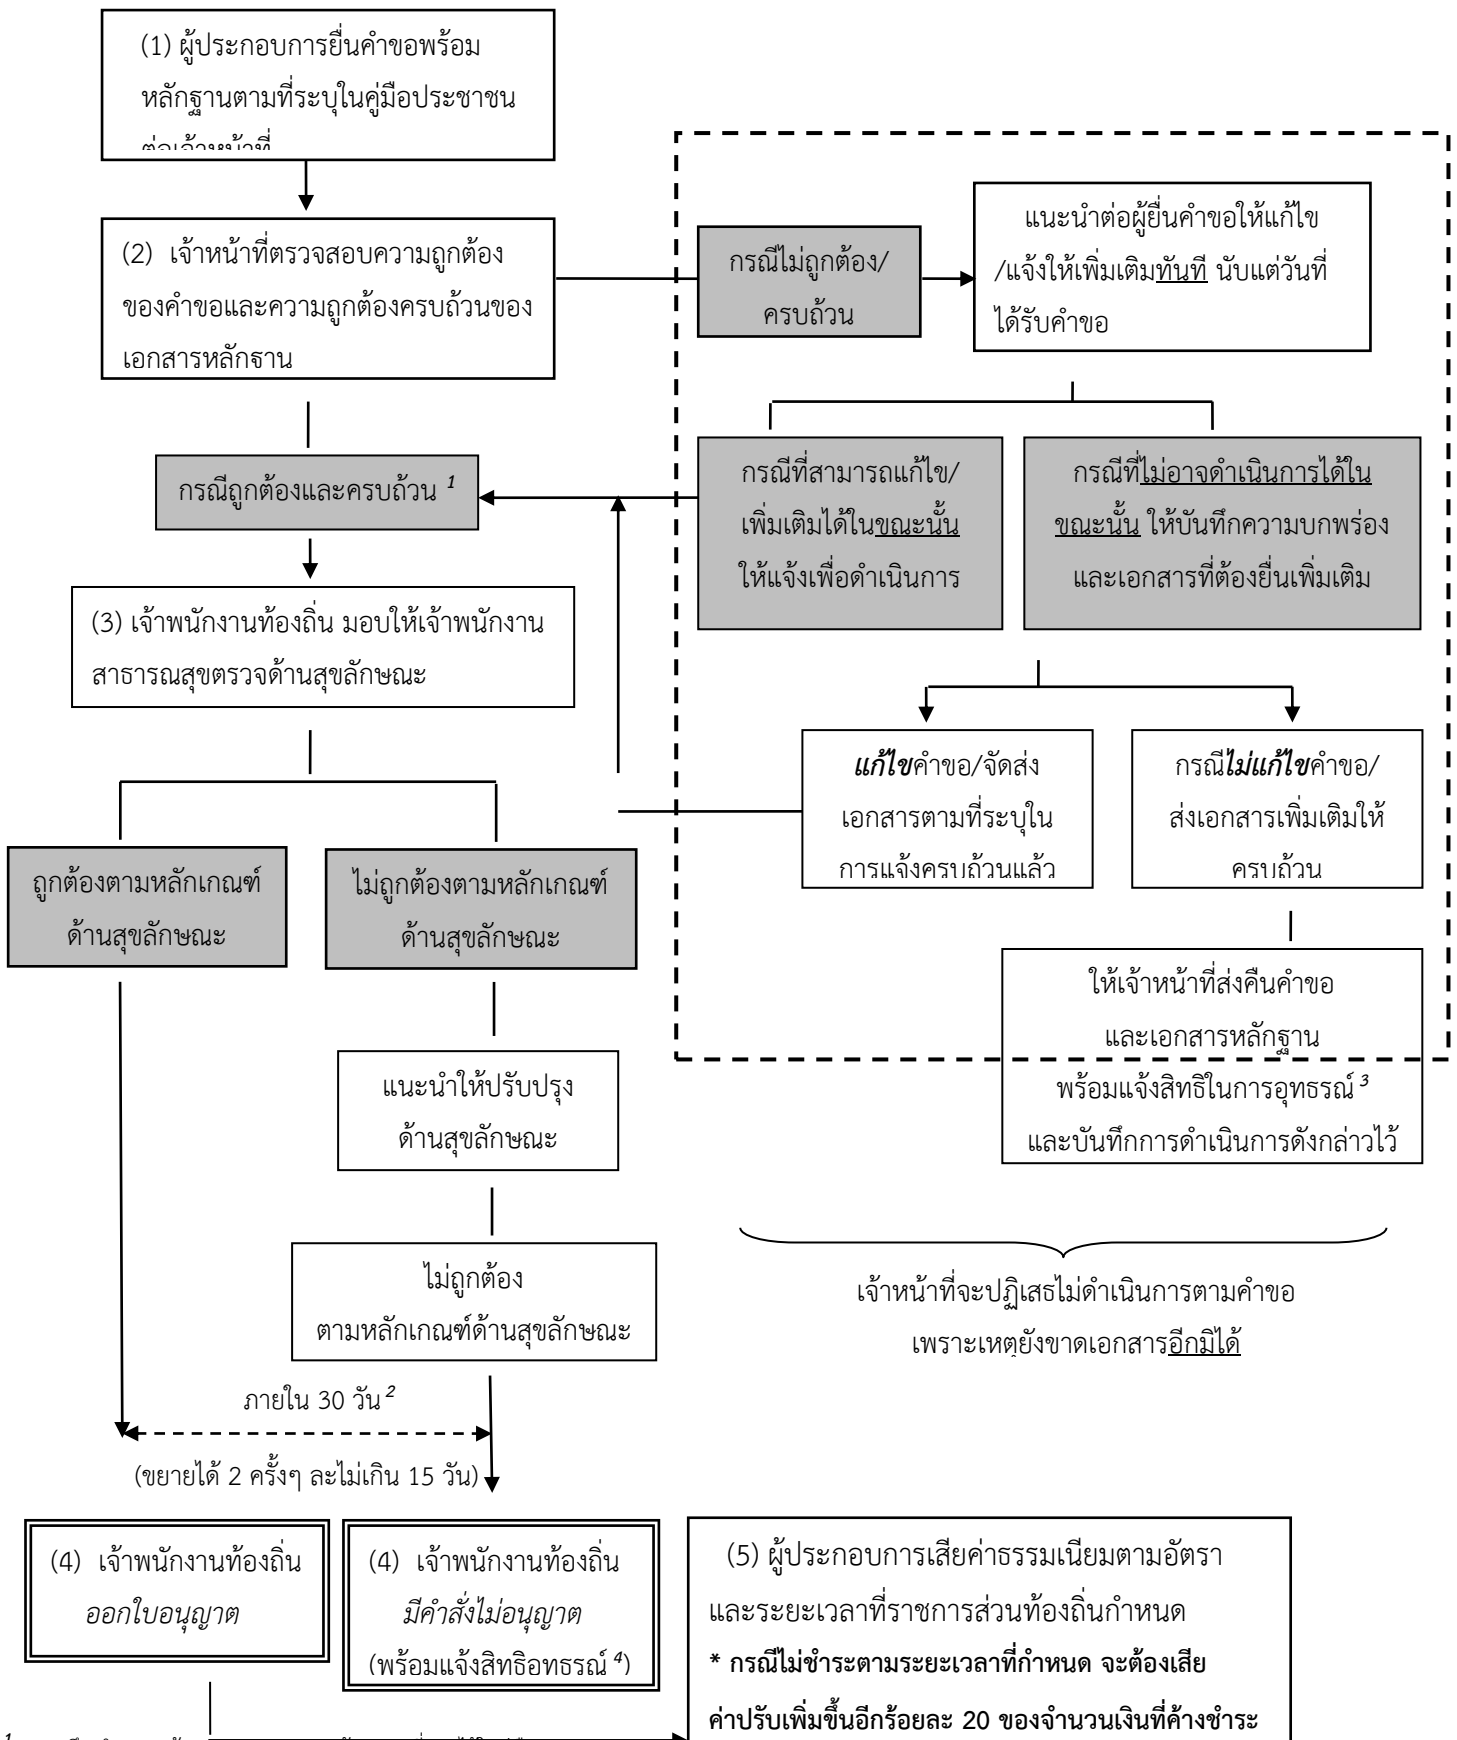 (1) ผู้ประกอบการยื่นคำขอพร้อม
หลักฐานตามที่ระบุในคู่มือประชาชน
ต่อเจ้าหน้าที่
(2) เจ้าหน้าที่ตรวจสอบความถูกต้อง
ของคำขอและความถูกต้องครบถ้วนของ
เอกสารหลักฐาน
กรณีไม่ถูกต้อง/
ครบถ้วน
แนะนำต่อผู้ยื่นคำขอให้แก้ไข
/แจ้งให้เพิ่มเติมทันที นับแต่วันที่
ได้รับคำขอ
กรณีถูกต้องและครบถ้วน 1
กรณีที่สามารถแก้ไข/
เพิ่มเติมได้ในขณะนั้น
ให้แจ้งเพื่อดำเนินการ
กรณีที่ไม่อาจดำเนินการได้ใน
ขณะนั้น ให้บันทึกความบกพร่อง
และเอกสารที่ต้องยื่นเพิ่มเติม
(3) เจ้าพนักงานท้องถิ่น มอบให้เจ้าพนักงาน
สาธารณสุขตรวจด้านสุขลักษณะ
แก้ไขคำขอ/จัดส่ง
เอกสารตามที่ระบุใน
การแจ้งครบถ้วนแล้ว
กรณีไม่แก้ไขคำขอ/
ส่งเอกสารเพิ่มเติมให้
ครบถ้วน
ถูกต้องตามหลักเกณฑ์
ด้านสุขลักษณะ
ไม่ถูกต้องตามหลักเกณฑ์
ด้านสุขลักษณะ
ให้เจ้าหน้าที่ส่งคืนคำขอ
และเอกสารหลักฐาน
พร้อมแจ้งสิทธิในการอุทธรณ์ 3
และบันทึกการดำเนินการดังกล่าวไว้
แนะนำให้ปรับปรุง
ด้านสุขลักษณะ
ไม่ถูกต้อง
ตามหลักเกณฑ์ด้านสุขลักษณะ
เจ้าหน้าที่จะปฏิเสธไม่ดำเนินการตามคำขอ
เพราะเหตุยังขาดเอกสารอีกมิได้
ภายใน 30 วัน 2
(ขยายได้ 2 ครั้งๆ ละไม่เกิน 15 วัน)
(4) เจ้าพนักงานท้องถิ่น
ออกใบอนุญาต
(4) เจ้าพนักงานท้องถิ่น
มีคำสั่งไม่อนุญาต
(พร้อมแจ้งสิทธิอุทธรณ์ 4)
(5) ผู้ประกอบการเสียค่าธรรมเนียมตามอัตรา
และระยะเวลาที่ราชการส่วนท้องถิ่นกำหนด
* กรณีไม่ชำระตามระยะเวลาที่กำหนด จะต้องเสีย
ค่าปรับเพิ่มขึ้นอีกร้อยละ 20 ของจำนวนเงินที่ค้างชำระ
1